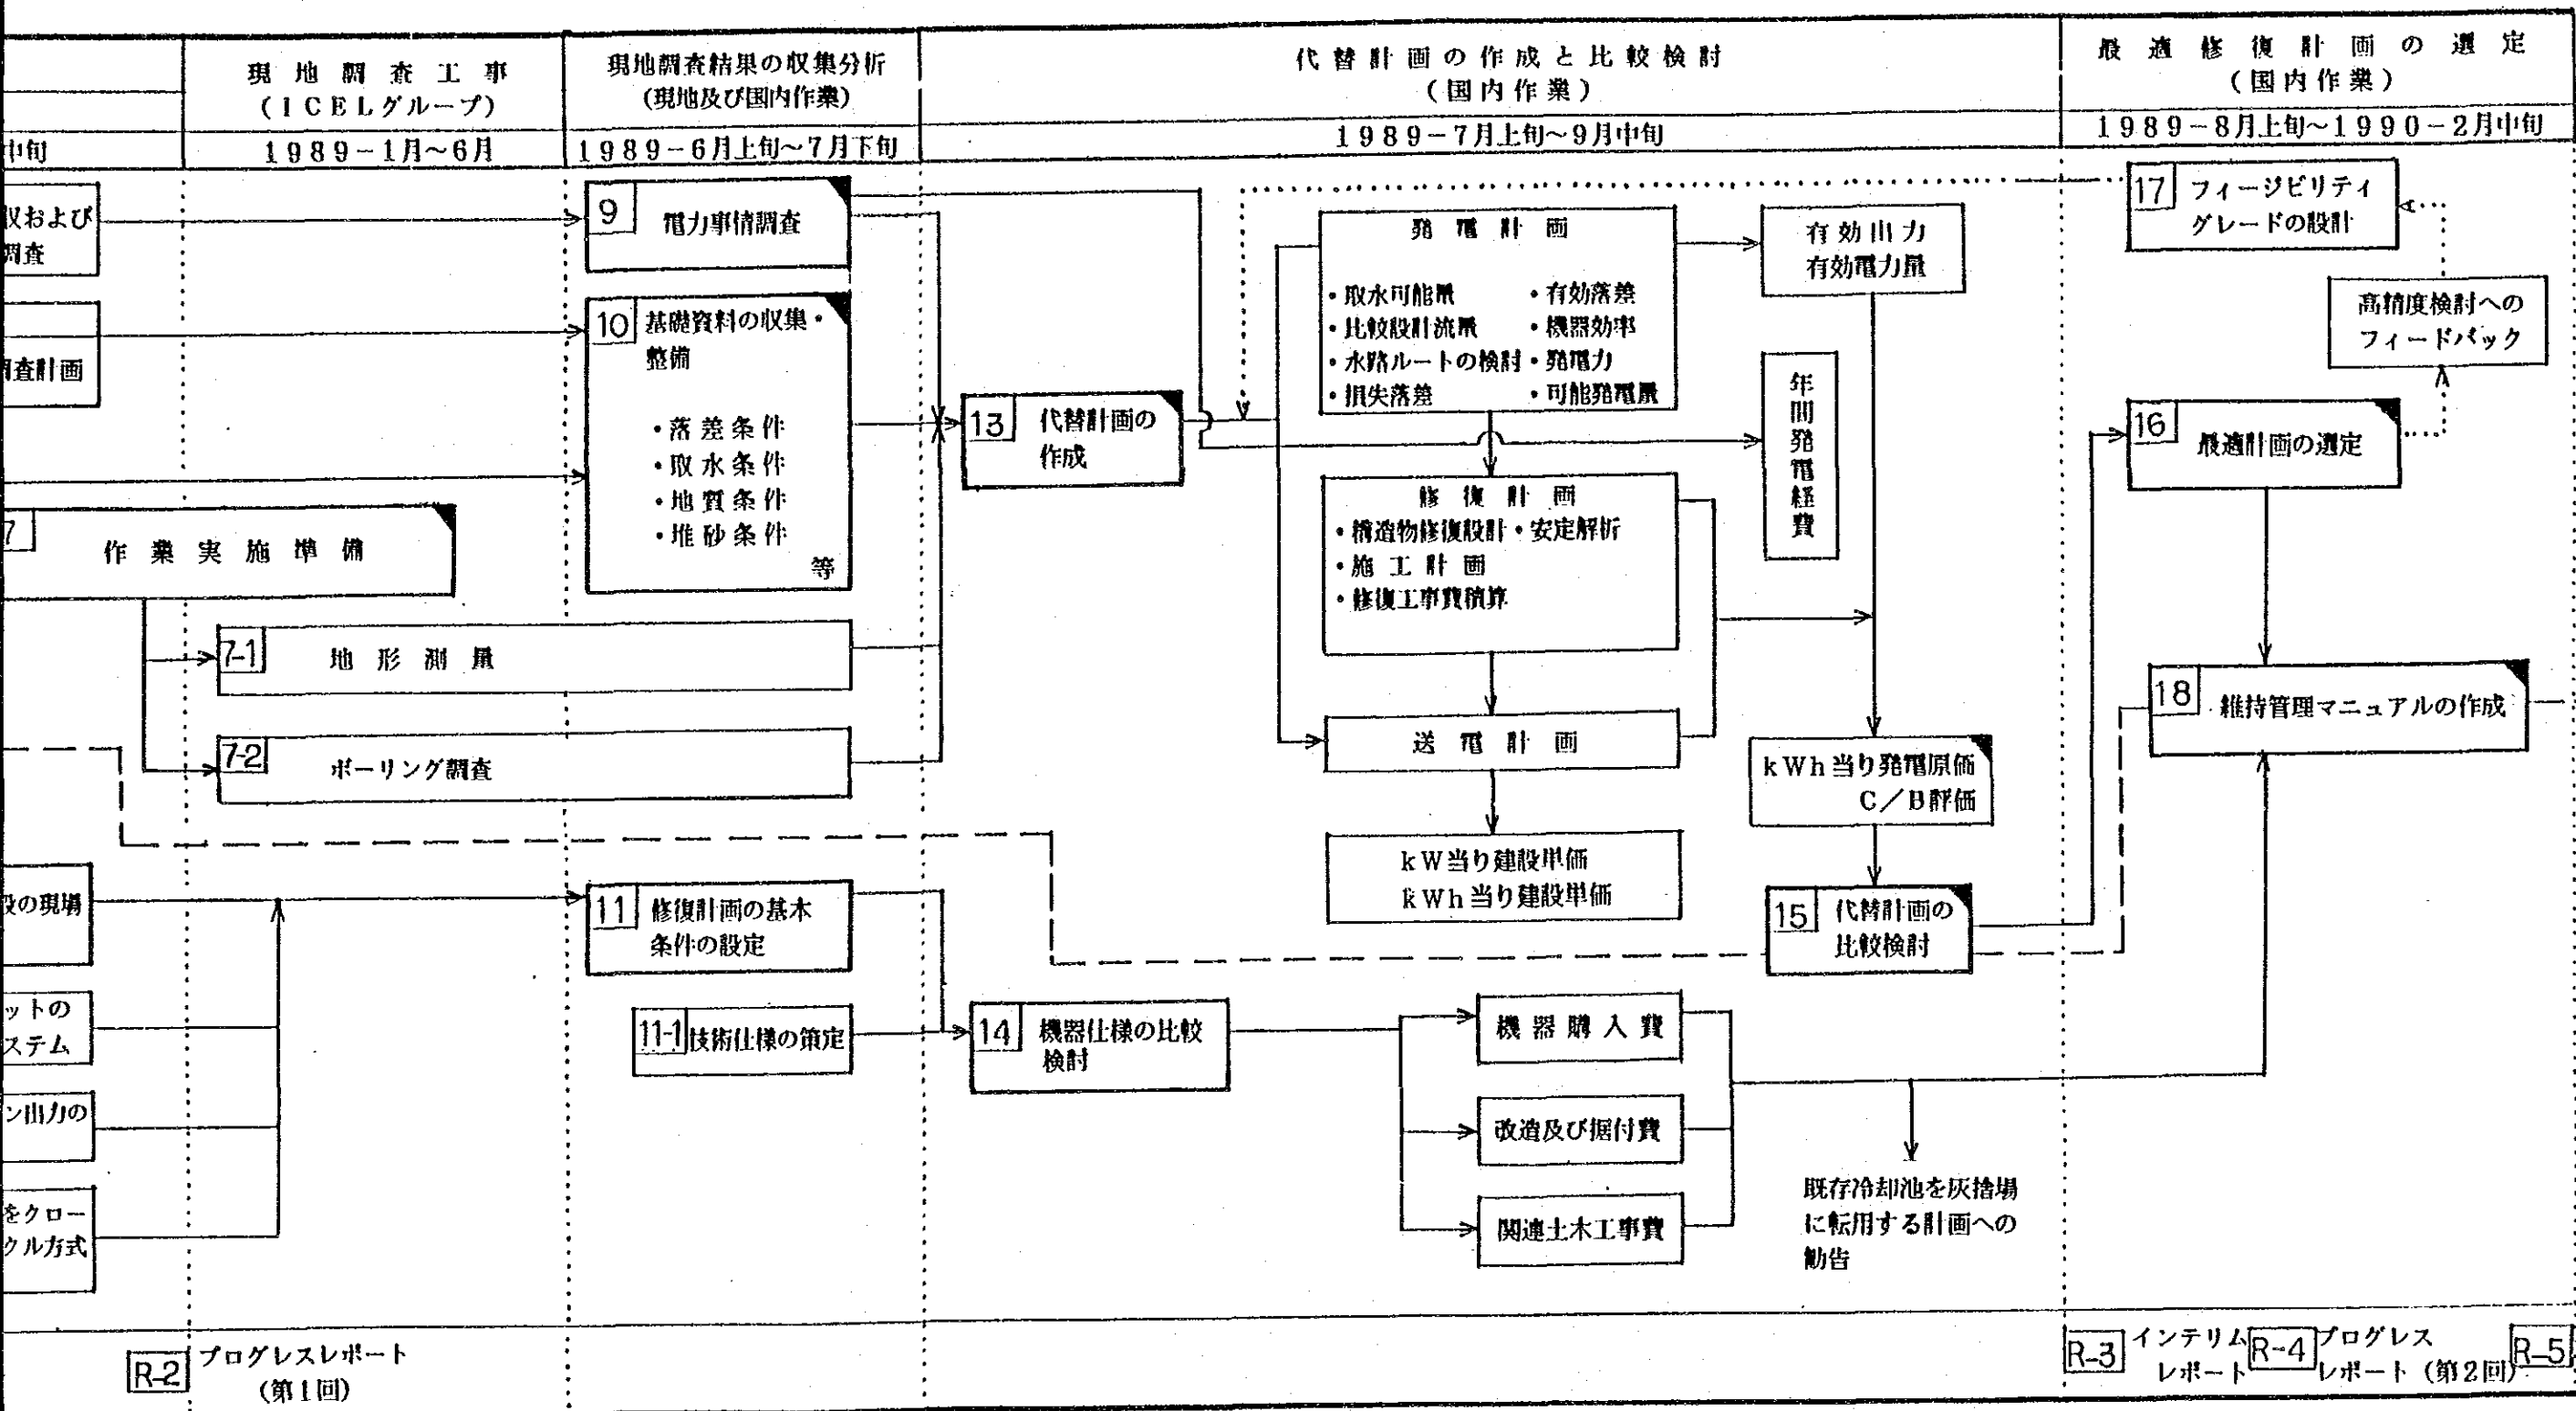 中旬
現地調査工事
(ICELグループ)
1989-1月~6月
現地調査結果の収集分析
(現地及び国内作業)
1989-6月上旬~7月下旬
代替計画の作成と比較検討
(国内作業)
1989-7月上旬~9月中旬
最適修復計画の選定
(国内作業)
1989-8月上旬~1990-2月中旬
収および
調査
調査計画
7
作業実施準備
7-1
地形測量
7-2
ボーリング調査
設の現場
ットの
ステム
ン出力の
をクロー
クル方式
9
電力事情調査
10
基礎資料の収集・
整備
・落差条件
・取水条件
・地質条件
・堆砂条件
等
11
修復計画の基本
条件の設定
11-1
技術仕様の策定
13
代替計画の
作成
14
機器仕様の比較
検討
発電計画
・取水可能量 ・有効落差
・比較設計流量 ・機器効率
・水路ルートの検討・発電力
・損失落差 ・可能発電量
修復計画
・構造物修復設計・安定解析
・施工計画
・修復工事費積算
送電計画
kW当り建設単価
kWh当り建設単価
有効出力
有効電力量
年間発電経費
kWh当り発電原価
C/B評価
15
代替計画の
比較検討
機器購入費
改造及び据付費
関連土木工事費
既存冷却池を灰捨場
に転用する計画への
勧告
17
フィージビリティ
グレードの設計
高精度検討への
フィードバック
16
最適計画の選定
18
維持管理マニュアルの作成
R-2
プログレスレポート
(第1回)
R-3
インテリム
レポート
R-4
プログレス
レポート(第2回)
R-5